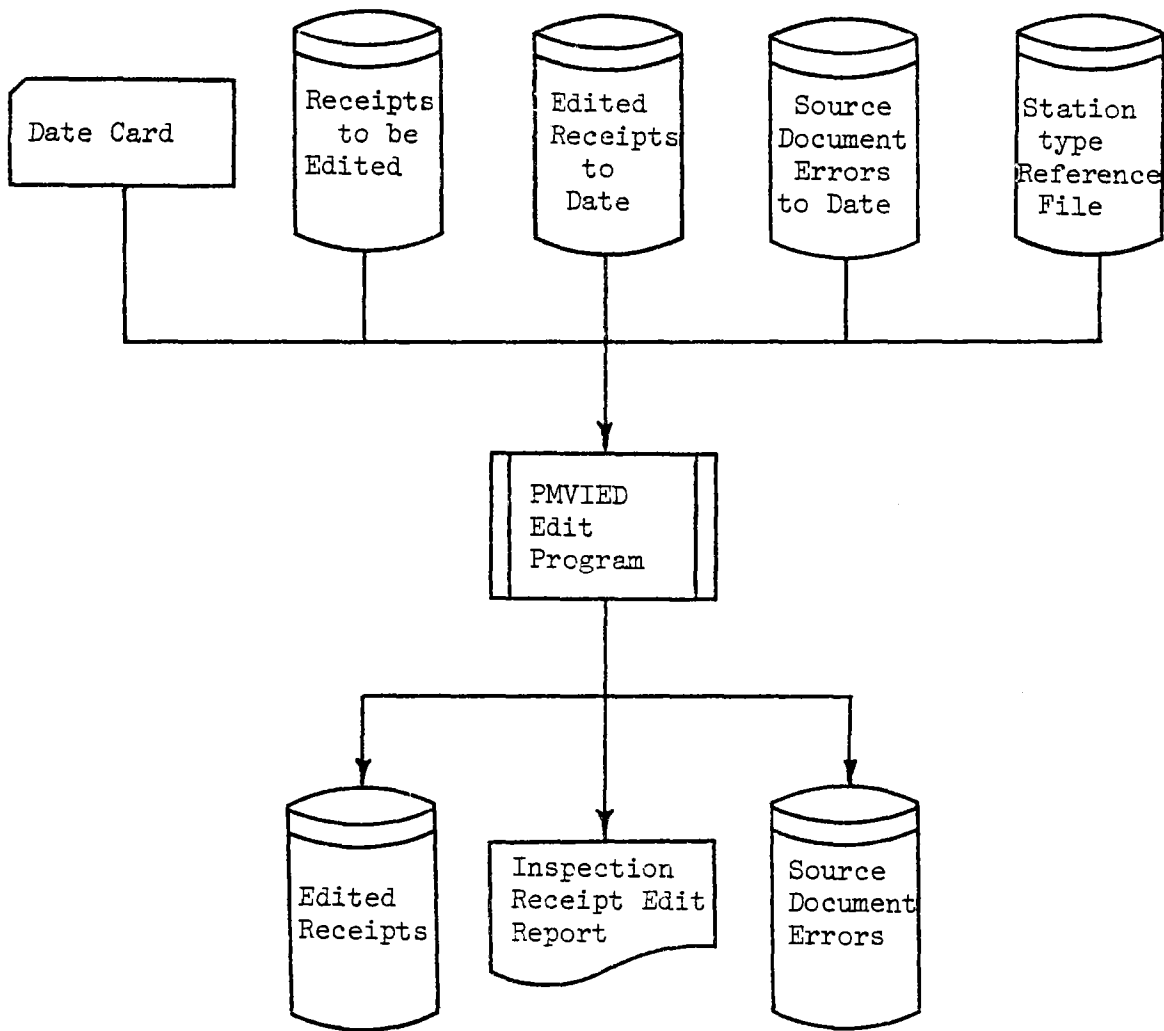 Date Card
Receipts
to be
Edited
Edited
Receipts
to
Date
Source
Document
Errors
to Date
Station
type
Reference
File
PMVIED
Edit
Program
Edited
Receipts
Inspection
Receipt Edit
Report
Source
Document
Errors